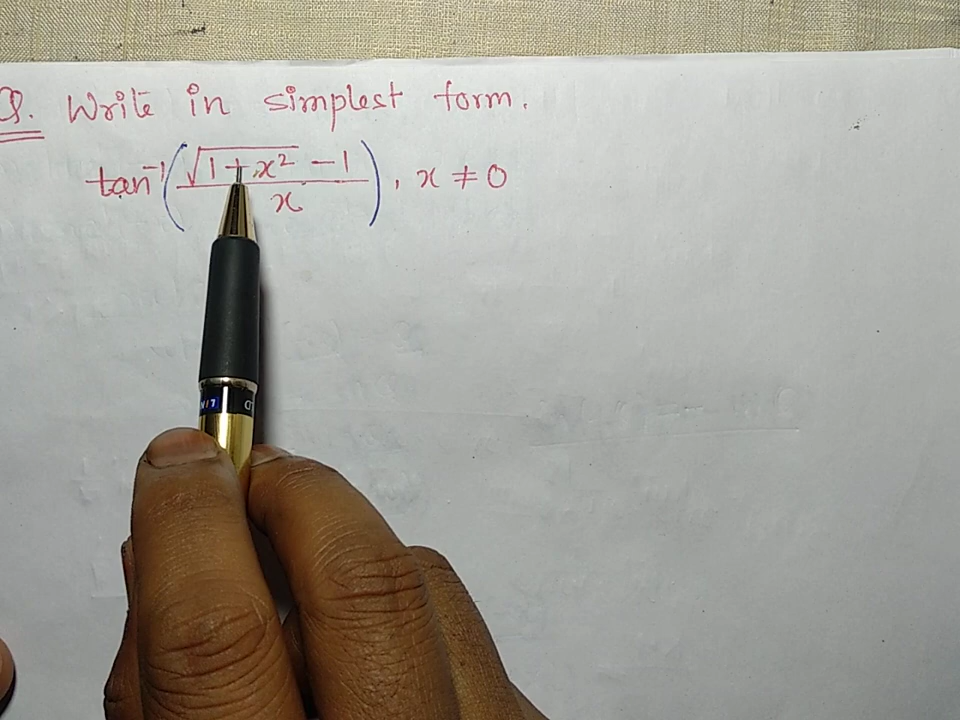 Q. Write in simplest form.
tan⁻¹(√(1+x²) - 1 / x), x ≠ 0